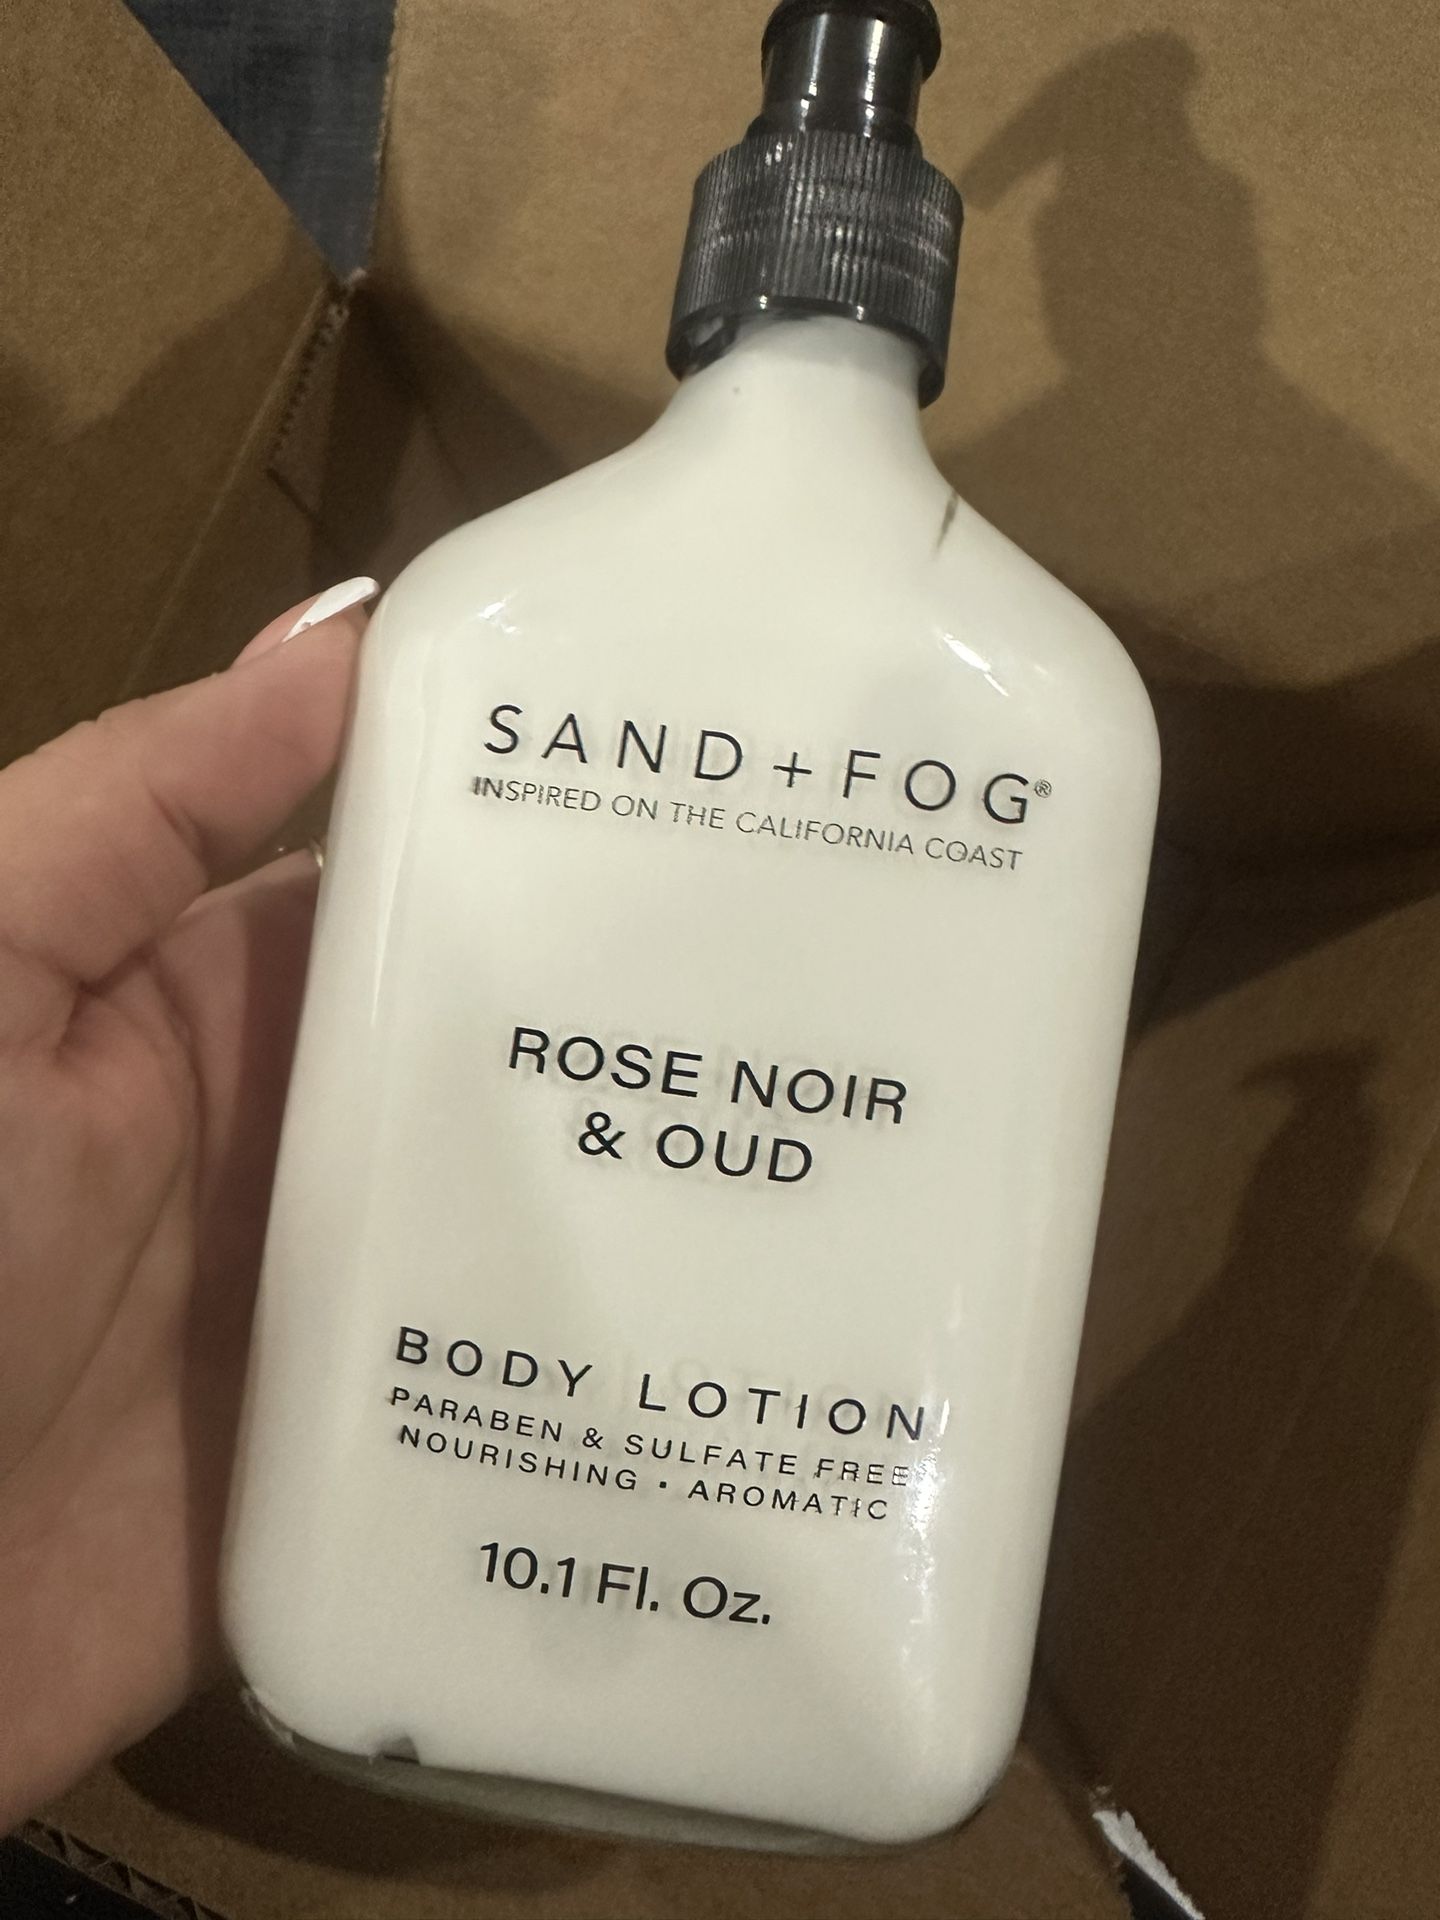 SAND + FOG®
INSPIRED ON THE CALIFORNIA COAST
ROSE NOIR
& OUD
BODY LOTION
PARABEN & SULFATE FREE
NOURISHING • AROMATIC
10.1 Fl. Oz.